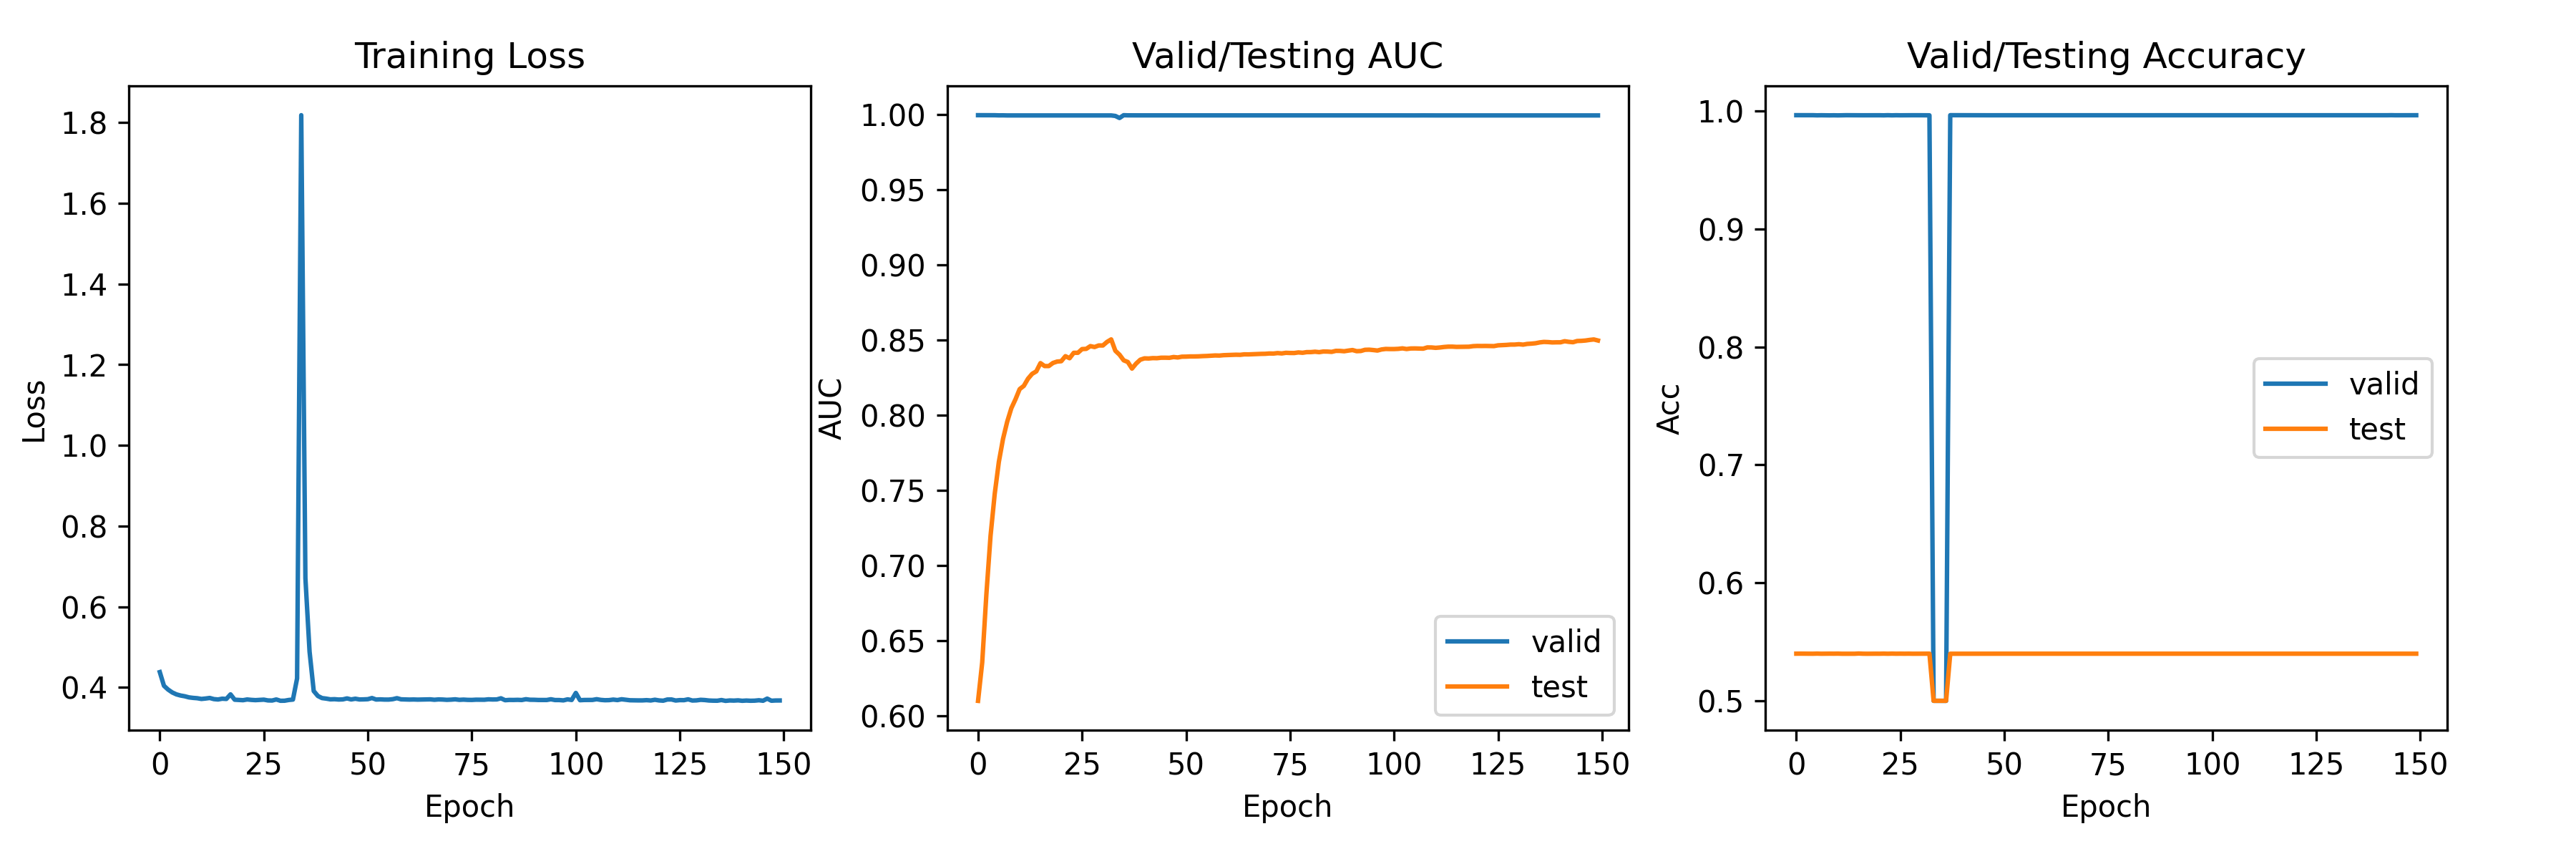 Training Loss
1.8
1.6
1.4
1.2
1.0
0.8
0.6
0.4
Loss
0 25 50 75 100 125 150
Epoch
Valid/Testing AUC
1.00
0.95
0.90
0.85
0.80
0.75
0.70
0.65
0.60
AUC
valid
test
0 25 50 75 100 125 150
Epoch
Valid/Testing Accuracy
1.0
0.9
0.8
0.7
0.6
0.5
Acc
valid
test
0 25 50 75 100 125 150
Epoch